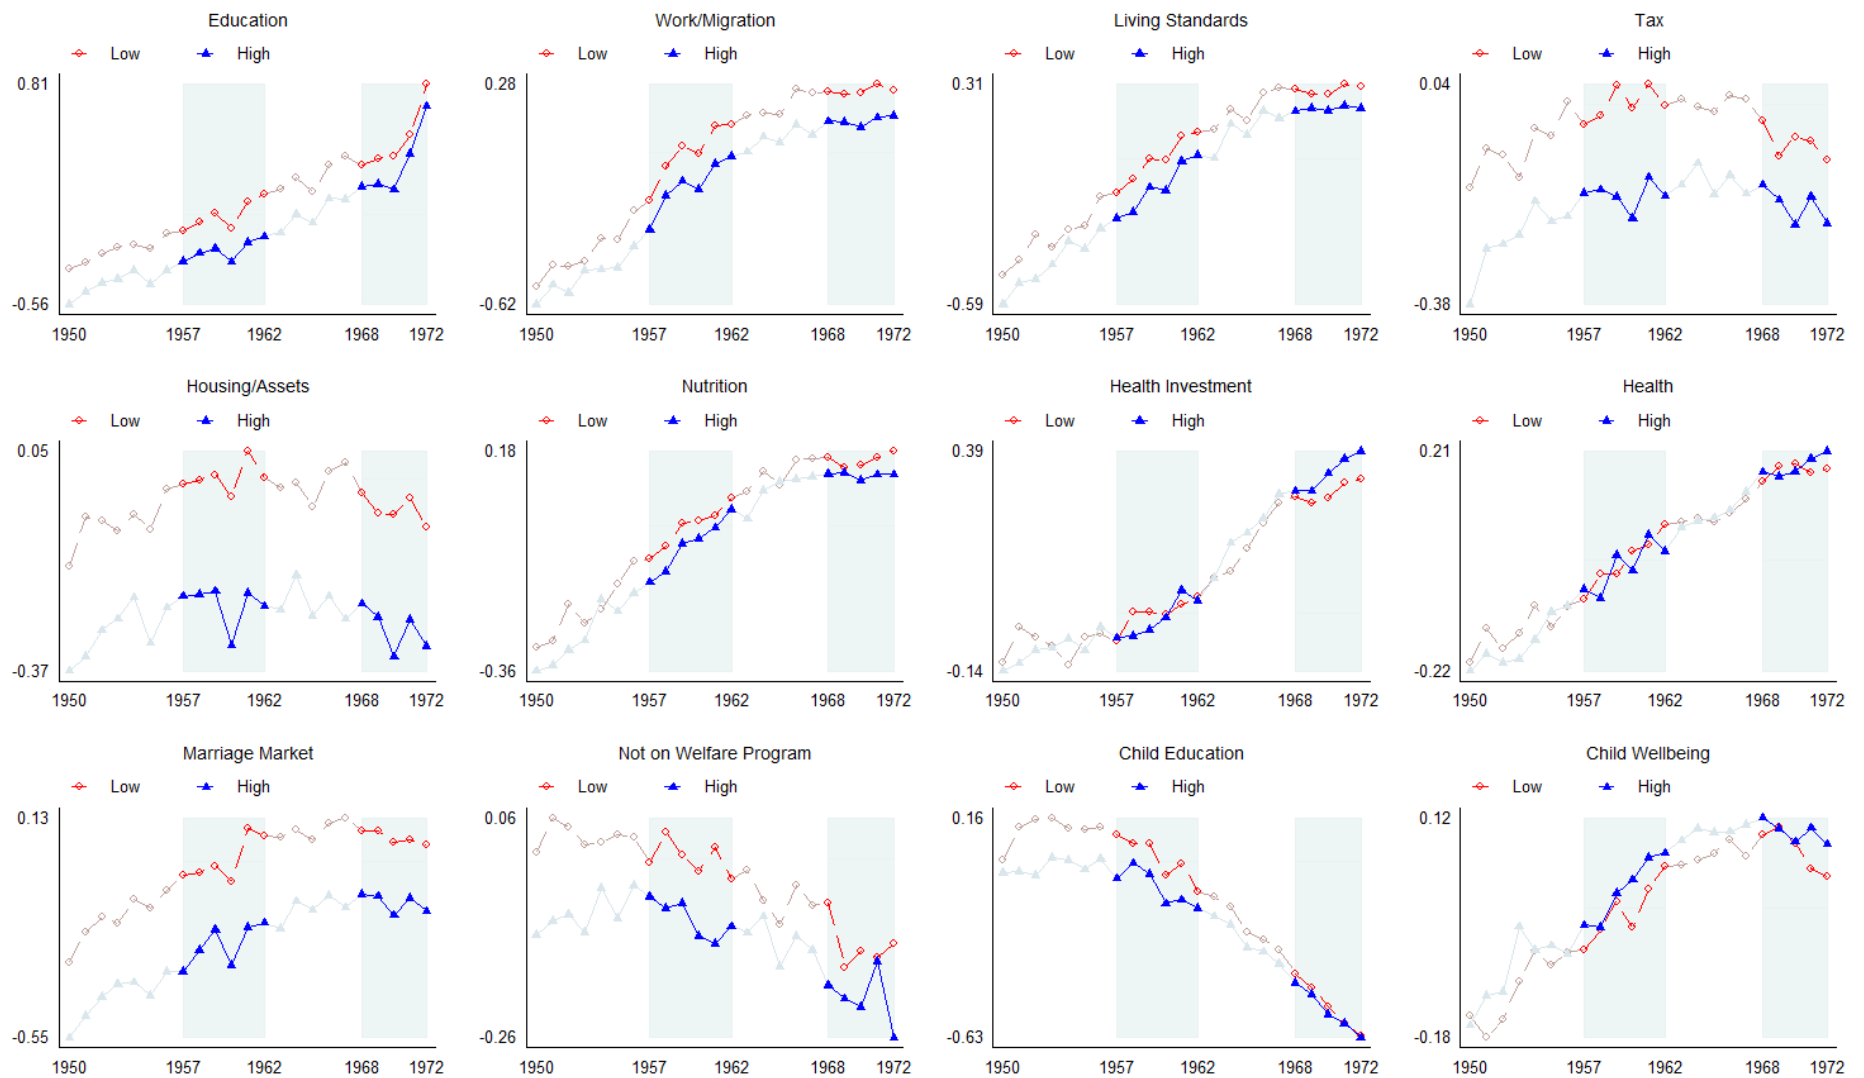 Education Work/Migration Living Standards Tax
Low High Low High Low High Low High
0.81 0.28 0.31 0.04
-0.56 -0.62 -0.59 -0.38
1950 1957 1962 1968 1972 1950 1957 1962 1968 1972 1950 1957 1962 1968 1972 1950 1957 1962 1968 1972
Housing/Assets Nutrition Health Investment Health
Low High Low High Low High Low High
0.05 0.18 0.39 0.21
-0.37 -0.36 -0.14 -0.22
1950 1957 1962 1968 1972 1950 1957 1962 1968 1972 1950 1957 1962 1968 1972 1950 1957 1962 1968 1972
Marriage Market Not on Welfare Program Child Education Child Wellbeing
Low High Low High Low High Low High
0.13 0.06 0.16 0.12
-0.55 -0.26 -0.63 -0.18
1950 1957 1962 1968 1972 1950 1957 1962 1968 1972 1950 1957 1962 1968 1972 1950 1957 1962 1968 1972